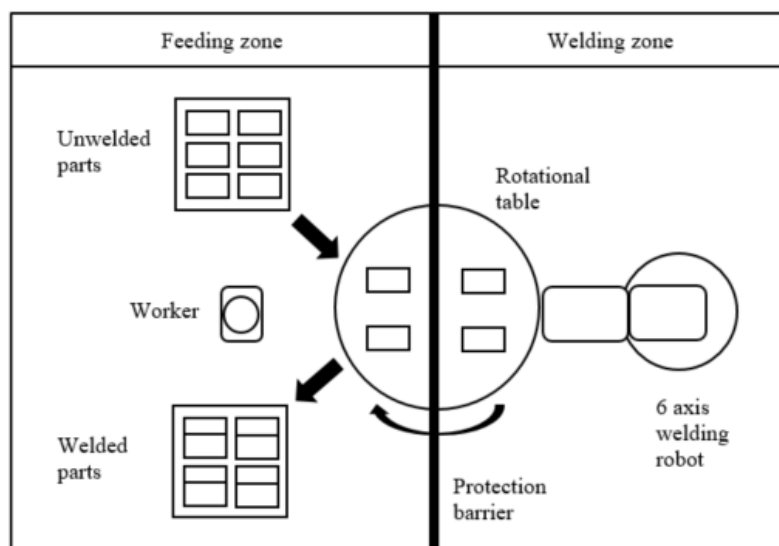 Feeding zone
Welding zone
Unwelded
parts
Rotational
table
Worker
Welded
parts
6 axis
welding
robot
Protection
barrier